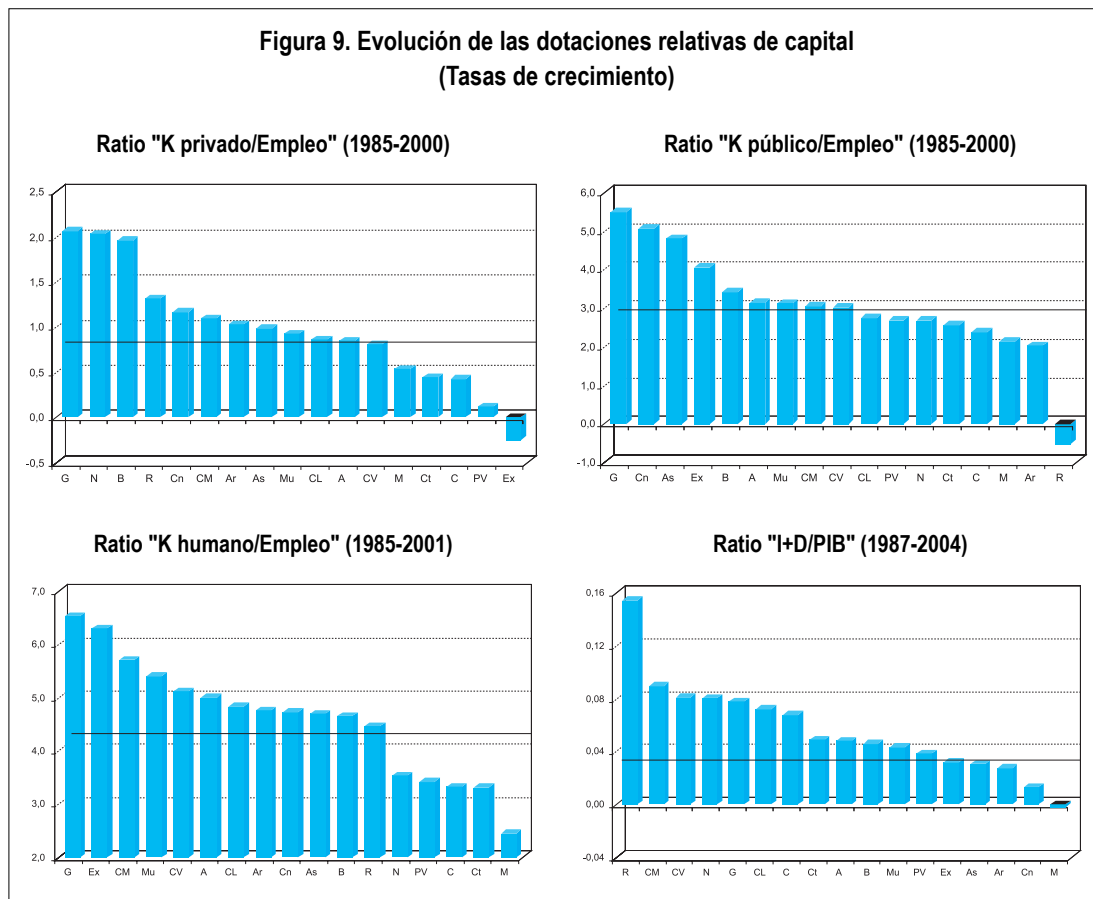 Figura 9. Evolución de las dotaciones relativas de capital
(Tasas de crecimiento)
Ratio "K privado/Empleo" (1985-2000)
2,5
2,0
1,5
1,0
0,5
0,0
-0,5
G N B R Cn CM Ar As Mu CL A CV M Ct C PV Ex
Ratio "K público/Empleo" (1985-2000)
6,0
5,0
4,0
3,0
2,0
1,0
0,0
-1,0
G Cn As Ex B A Mu CM CV CL PV N Ct C M Ar R
Ratio "K humano/Empleo" (1985-2001)
7,0
6,0
5,0
4,0
3,0
2,0
G Ex CM Mu CV A CL Ar Cn As B R N PV C Ct M
Ratio "I+D/PIB" (1987-2004)
0,16
0,12
0,08
0,04
0,00
-0,04
R CM CV N G CL C Ct A B Mu PV Ex As Ar Cn M